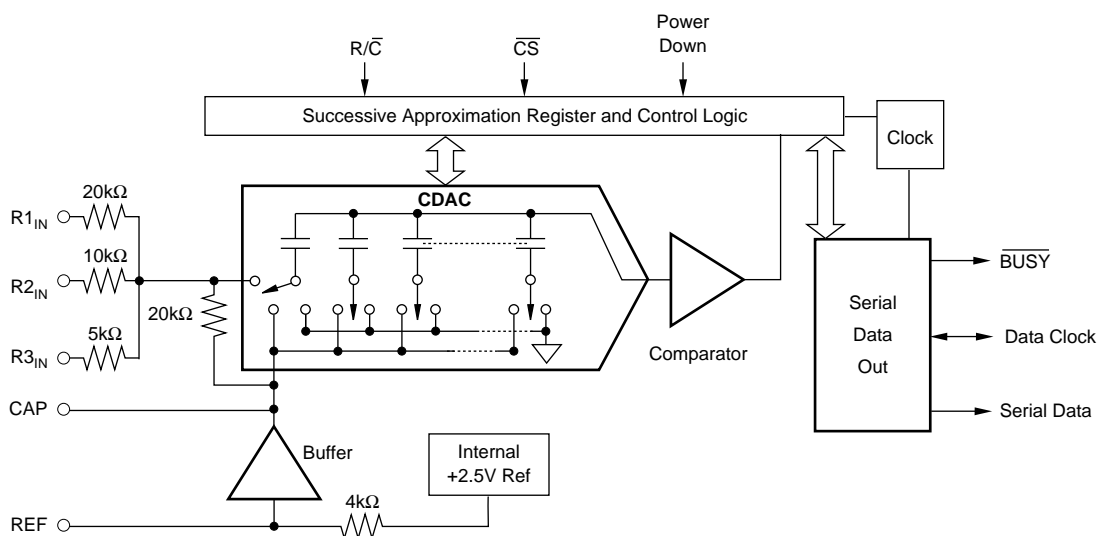 Power
Down
R/C̅
C̅S̅
Successive Approximation Register and Control Logic
Clock
CDAC
20kΩ
R1IN
10kΩ
R2IN
20kΩ
5kΩ
R3IN
Comparator
Serial
Data
Out
B̅U̅S̅Y̅
Data Clock
Serial Data
CAP
Buffer
Internal
+2.5V Ref
4kΩ
REF